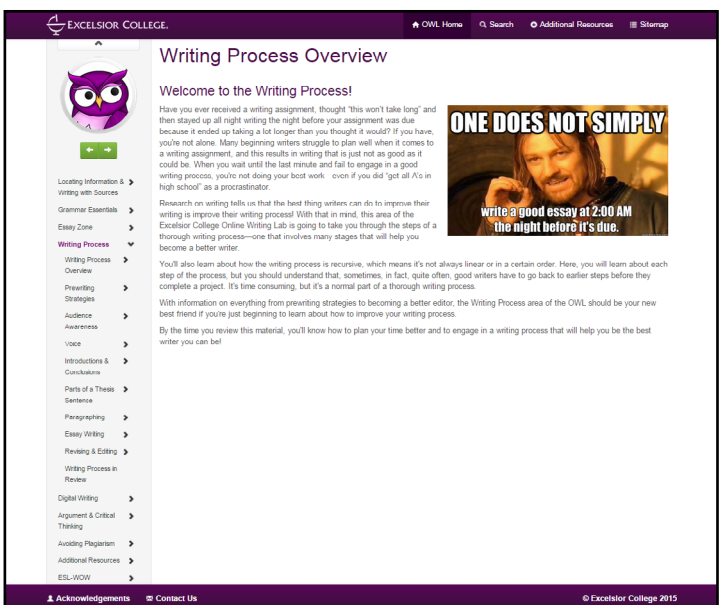 EXCELSIOR COLLEGE.
OWL Home
Search
Additional Resources
Sitemap
Locating Information &
Writing with Sources
Grammar Essentials
Essay Zone
Writing Process
Writing Process
Overview
Prewriting
Strategies
Audience
Awareness
Voice
Introductions &
Conclusions
Parts of a Thesis
Sentence
Paragraphing
Essay Writing
Revising & Editing
Writing Process in
Review
Digital Writing
Argument & Critical
Thinking
Avoiding Plagiarism
Additional Resources
ESL-WOW
Writing Process Overview
Welcome to the Writing Process!
Have you ever received a writing assignment, thought "this won't take long" and
then stayed up all night writing the night before your assignment was due
because it ended up taking a lot longer than you thought it would? If you have,
you're not alone. Many beginning writers struggle to plan well when it comes to
a writing assignment, and this results in writing that is just not as good as it
could be. When you wait until the last minute and fail to engage in a good
writing process, you're not doing your best work even if you did "get all A's in
high school" as a procrastinator.
Research on writing tells us that the best thing writers can do to improve their
writing is improve their writing process! With that in mind, this area of the
Excelsior College Online Writing Lab is going to take you through the steps of a
thorough writing process—one that involves many stages that will help you
become a better writer.
ONE DOES NOT SIMPLY
write a good essay at 2:00 AM
the night before it's due.
You'll also learn about how the writing process is recursive, which means it's not always linear or in a certain order. Here, you will learn about each
step of the process, but you should understand that, sometimes, in fact, quite often, good writers have to go back to earlier steps before they
complete a project. It's time consuming, but it's a normal part of a thorough writing process.
With information on everything from prewriting strategies to becoming a better editor, the Writing Process area of the OWL should be your new
best friend if you're just beginning to learn about how to improve your writing process.
By the time you review this material, you'll know how to plan your time better and to engage in a writing process that will help you be the best
writer you can be!
Acknowledgements
Contact Us
© Excelsior College 2015